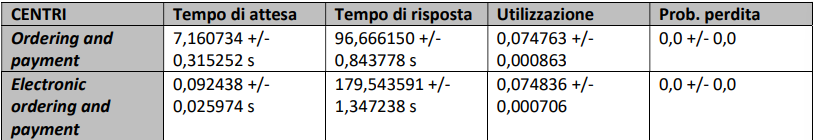 CENTRI Tempo di attesa Tempo di risposta Utilizzazione Prob. perdita
Ordering and 7,160734 +/- 96,666150 +/- 0,074763 +/- 0,0 +/- 0,0
payment 0,315252 s 0,843778 s 0,000863
Electronic 0,092438 +/- 179,543591 +/- 0,074836 +/- 0,0 +/- 0,0
ordering and 0,025974 s 1,347238 s 0,000706
payment